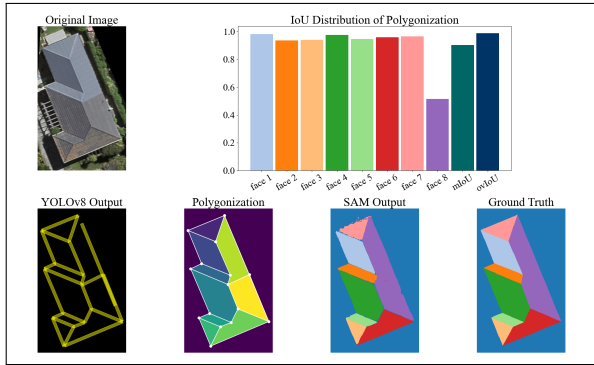 Original Image
IoU Distribution of Polygonization
1.0
0.8
0.6
0.4
0.2
0.0
face 1
face 2
face 3
face 4
face 5
face 6
face 7
face 8
mIoU
ovIoU
YOLOv8 Output
Polygonization
SAM Output
Ground Truth